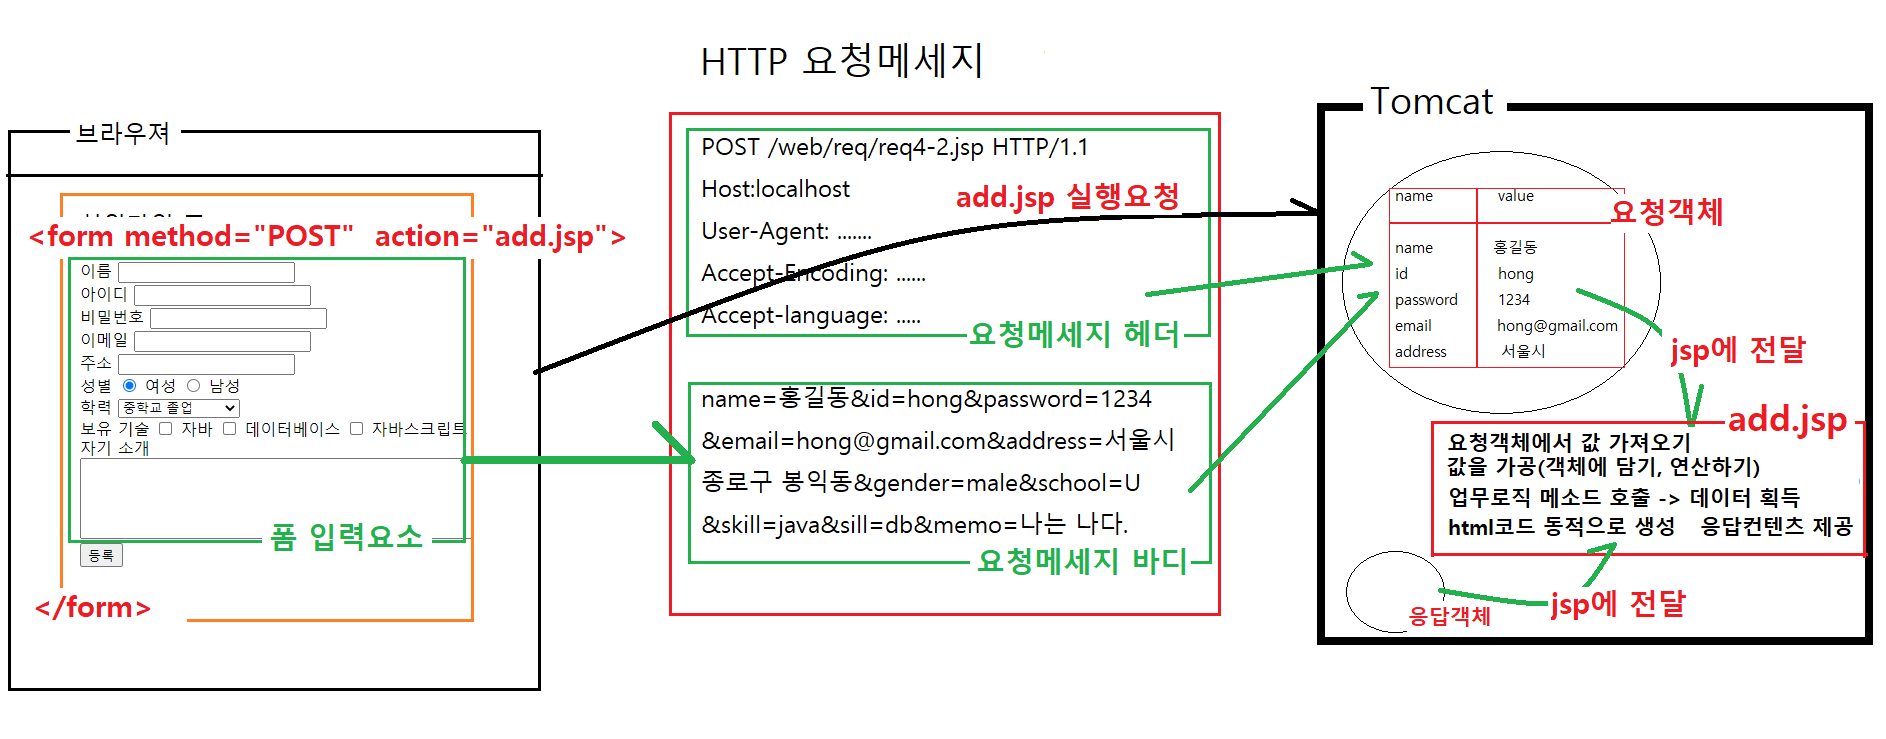 HTTP 요청메세지
브라우져
<form method="POST" action="add.jsp">
이름
아이디
비밀번호
이메일
주소
성별 여성 남성
학력 중학교 졸업
보유 기술 자바 데이터베이스 자바스크립트
자기 소개
폼 입력요소
등록
</form>
POST /web/req/req4-2.jsp HTTP/1.1
Host:localhost
add.jsp 실행요청
User-Agent: .......
Accept-Encoding: ......
Accept-language: .....
요청메세지 헤더
name=홍길동&id=hong&password=1234
&email=hong@gmail.com&address=서울시
종로구 봉익동&gender=male&school=U
&skill=java&sill=db&memo=나는 나다.
요청메세지 바디
Tomcat
name value
요청객체
name 홍길동
id hong
password 1234
email hong@gmail.com
address 서울시
jsp에 전달
add.jsp
요청객체에서 값 가져오기
값을 가공(객체에 담기, 연산하기)
업무로직 메소드 호출 -> 데이터 획득
html코드 동적으로 생성 응답컨텐츠 제공
jsp에 전달
응답객체